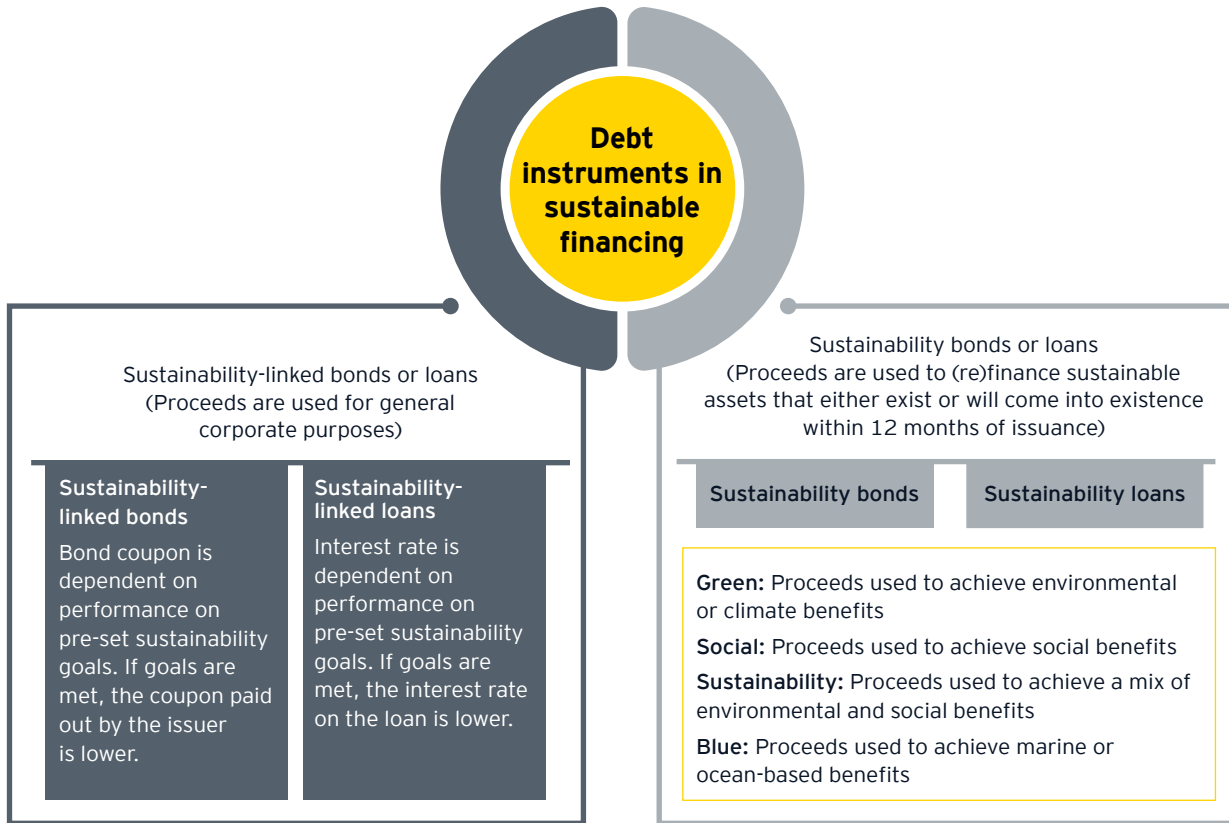 Debt
instruments in
sustainable
financing
Sustainability-linked bonds or loans
(Proceeds are used for general
corporate purposes)
Sustainability-
linked bonds
Bond coupon is
dependent on
performance on
pre-set sustainability
goals. If goals are
met, the coupon paid
out by the issuer
is lower.
Sustainability-
linked loans
Interest rate is
dependent on
performance on
pre-set sustainability
goals. If goals are
met, the interest rate
on the loan is lower.
Sustainability bonds or loans
(Proceeds are used to (re)finance sustainable
assets that either exist or will come into existence
within 12 months of issuance)
Sustainability bonds
Sustainability loans
Green: Proceeds used to achieve environmental
or climate benefits
Social: Proceeds used to achieve social benefits
Sustainability: Proceeds used to achieve a mix of
environmental and social benefits
Blue: Proceeds used to achieve marine or
ocean-based benefits